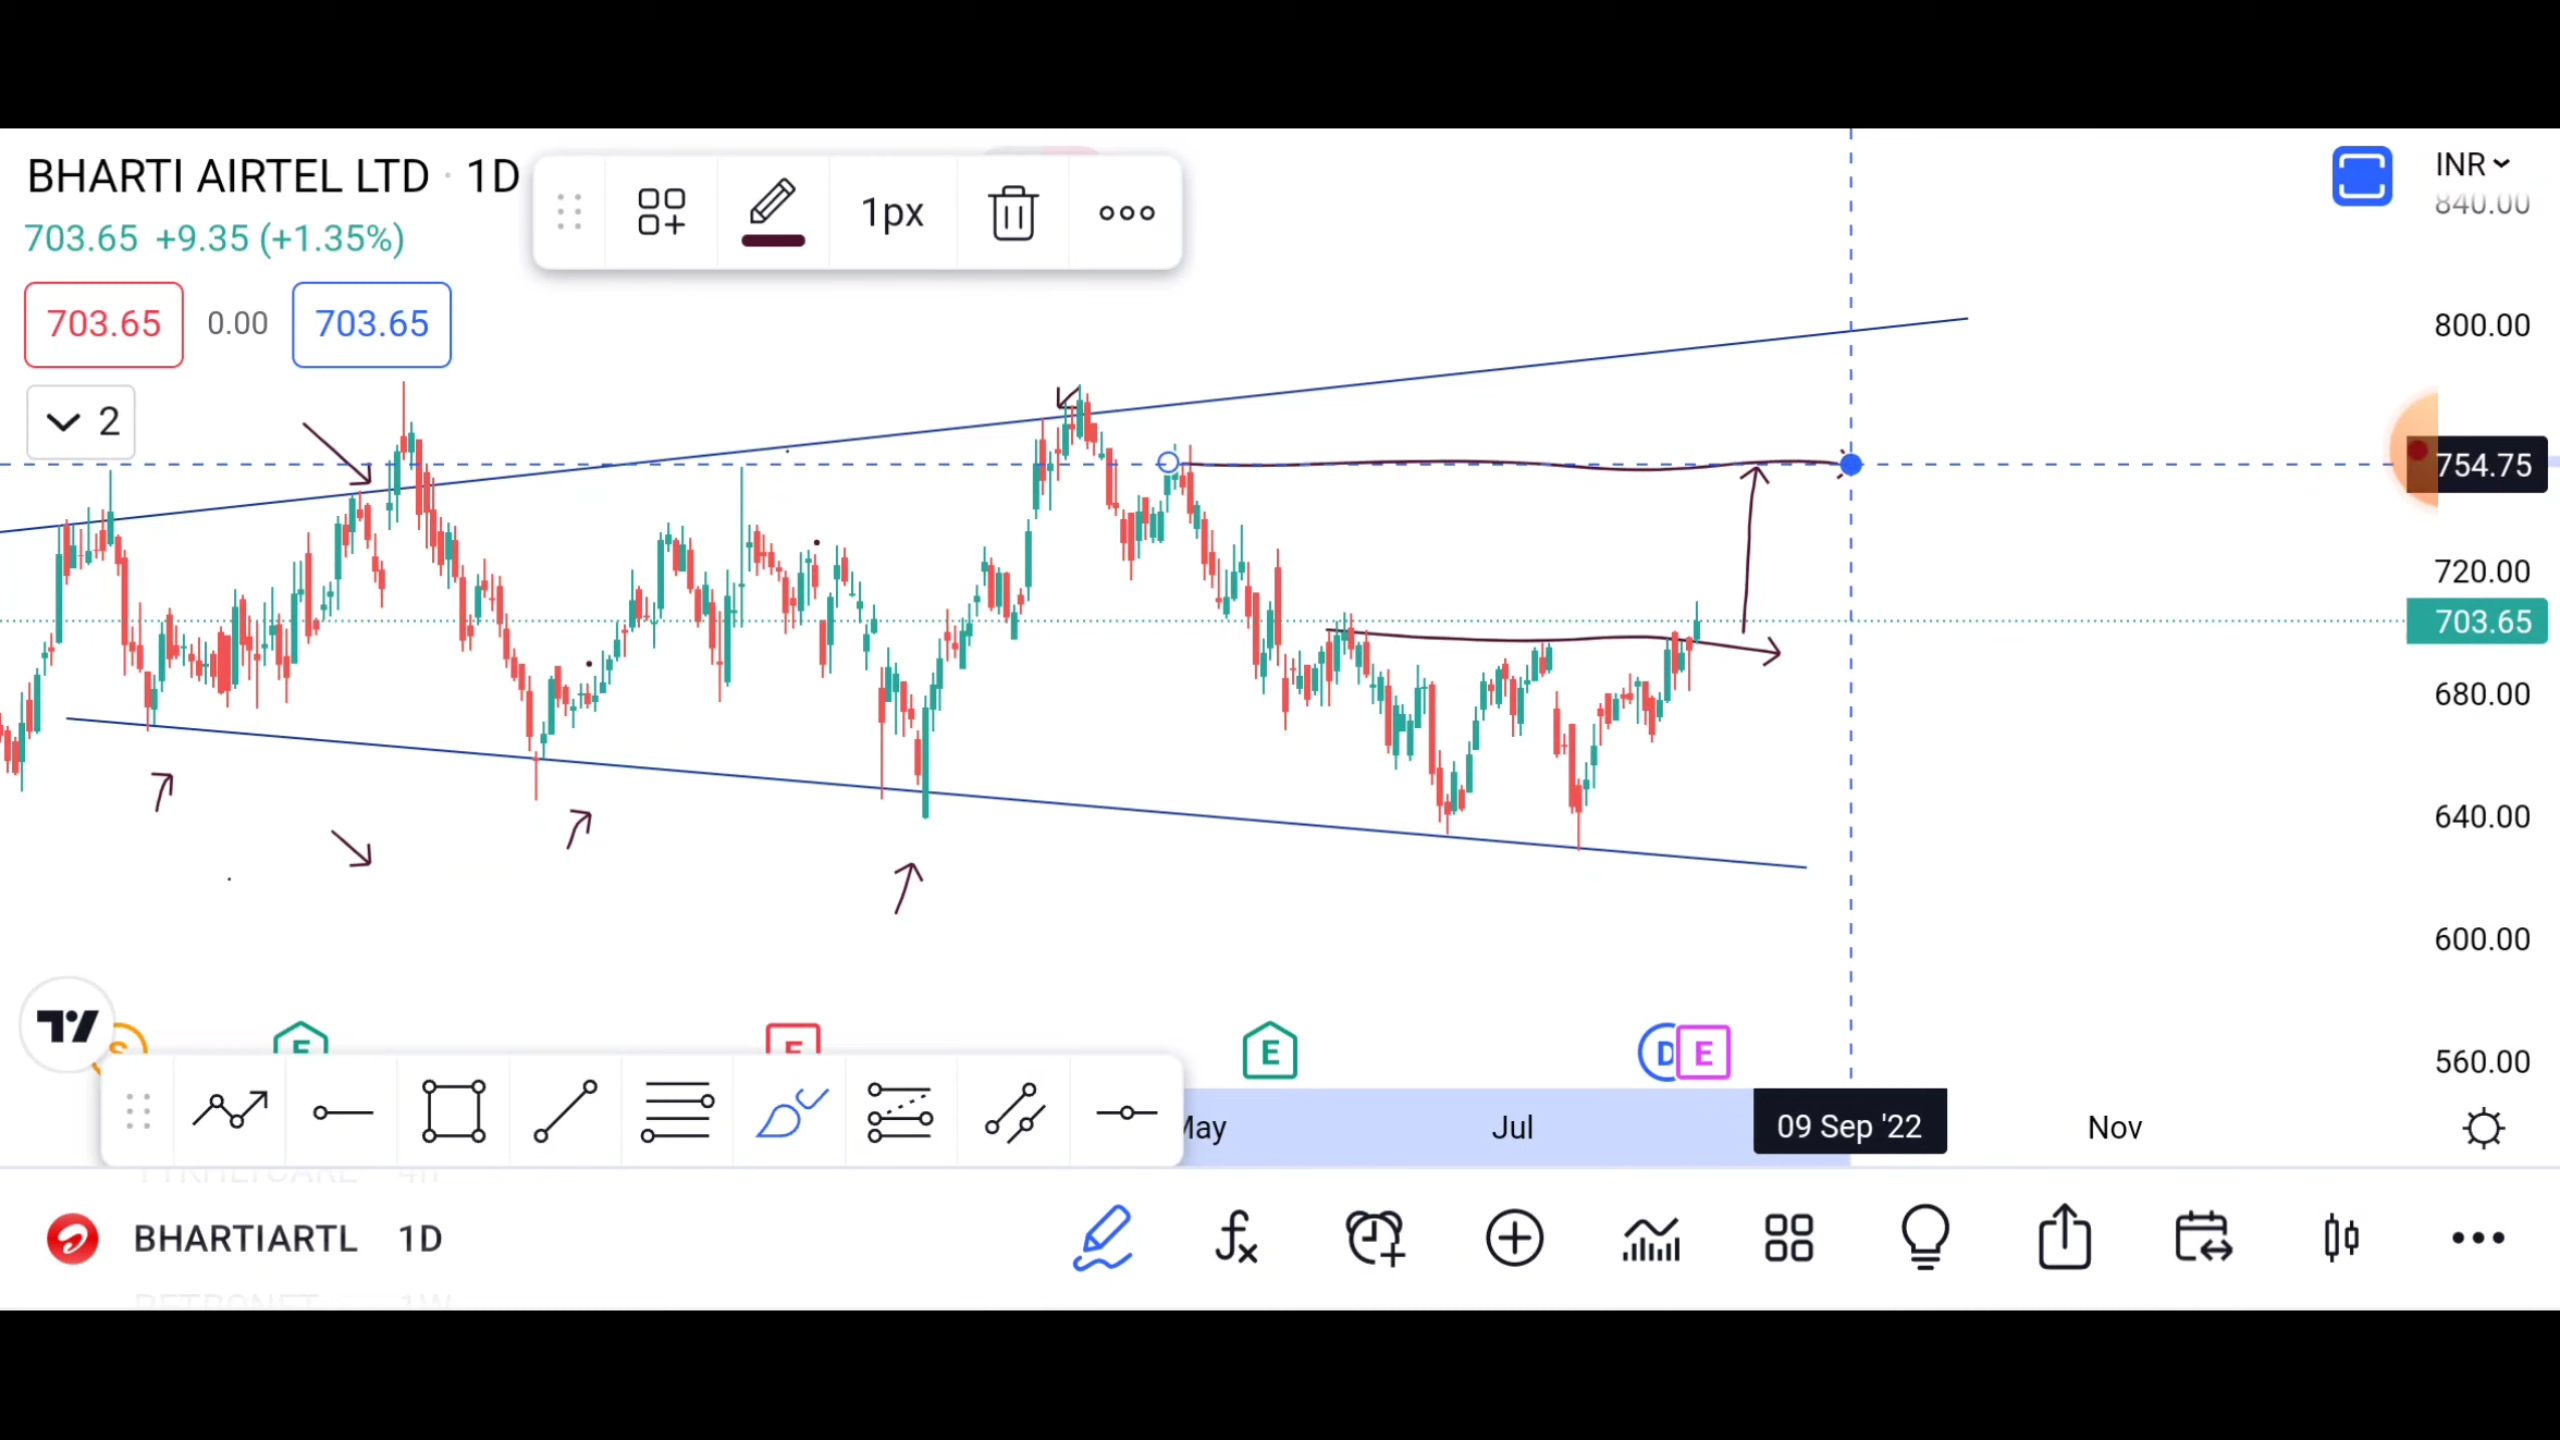 BHARTI AIRTEL LTD · 1D
703.65 +9.35 (+1.35%)
703.65 0.00 703.65
2
1px
INR
840.00
800.00
754.75
720.00
703.65
680.00
640.00
600.00
560.00
E
E
D E
May Jul 09 Sep '22 Nov
BHARTIARTL 1D